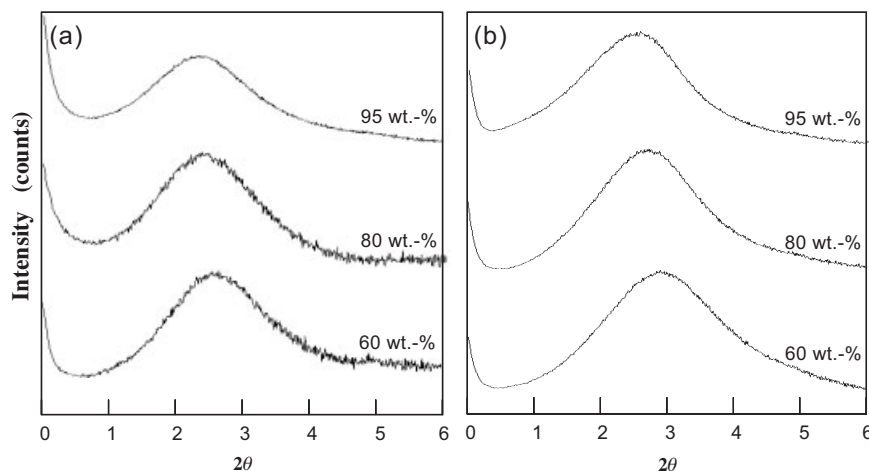 (a)
95 wt.-%
80 wt.-%
60 wt.-%
Intensity (counts)
0 1 2 3 4 5 6
2θ
(b)
95 wt.-%
80 wt.-%
60 wt.-%
0 1 2 3 4 5 6
2θ